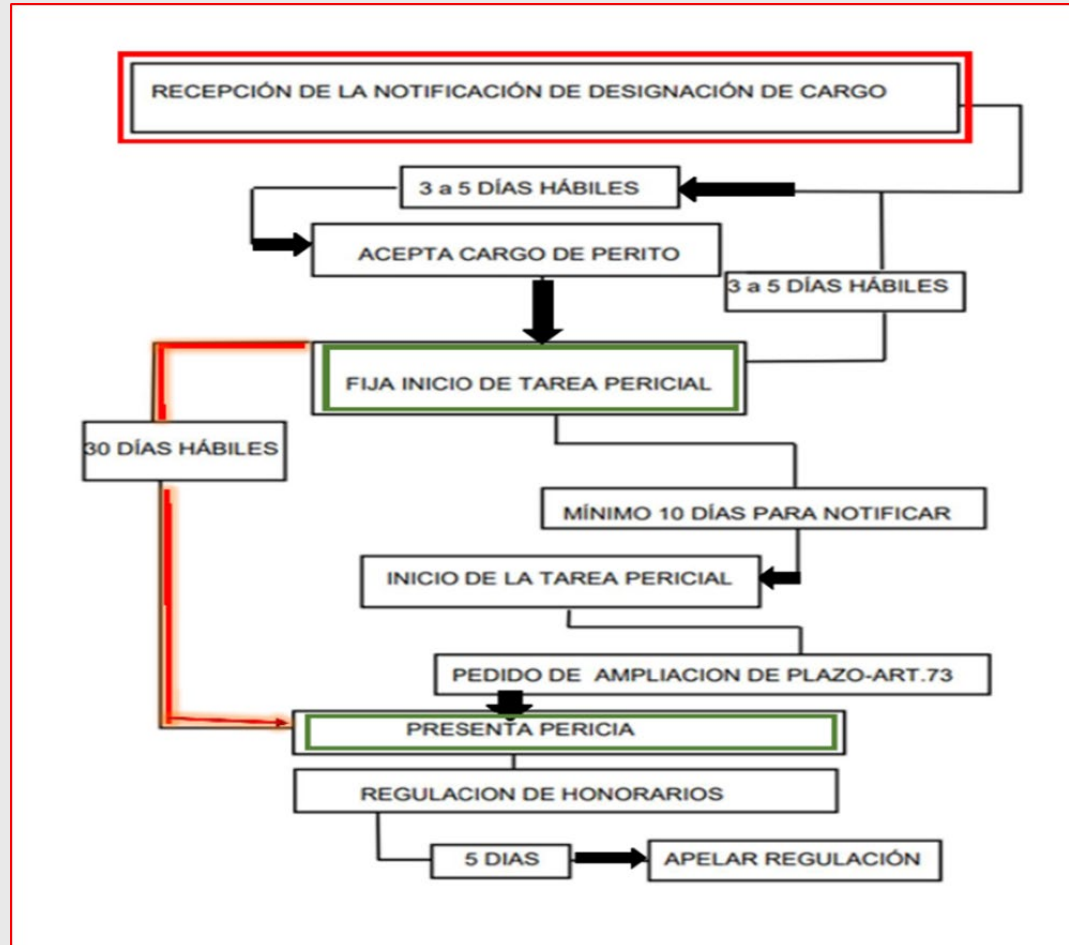 RECEPCIÓN DE LA NOTIFICACIÓN DE DESIGNACIÓN DE CARGO
3 a 5 DÍAS HÁBILES
ACEPTA CARGO DE PERITO
3 a 5 DÍAS HÁBILES
FIJA INICIO DE TAREA PERICIAL
30 DÍAS HÁBILES
MÍNIMO 10 DÍAS PARA NOTIFICAR
INICIO DE LA TAREA PERICIAL
PEDIDO DE AMPLIACION DE PLAZO-ART.73
PRESENTA PERICIA
REGULACION DE HONORARIOS
5 DIAS
APELAR REGULACIÓN